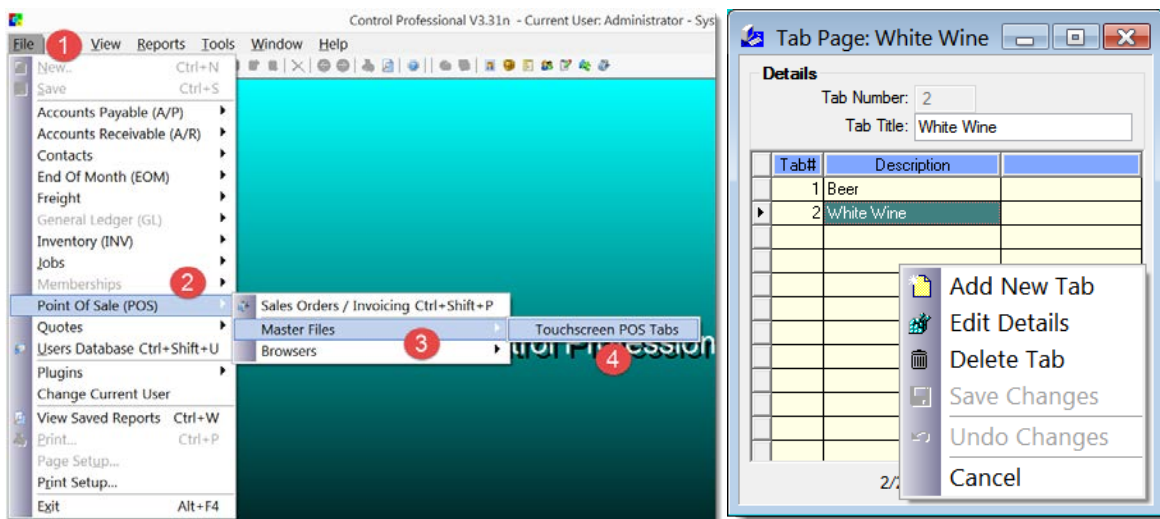 Control Professional V3.31n - Current User: Administrator - Sys
File 1 View Reports Tools Window Help
New... Ctrl+N
Save Ctrl+S
Accounts Payable (A/P)
Accounts Receivable (A/R)
Contacts
End Of Month (EOM)
Freight
General Ledger (GL)
Inventory (INV)
Jobs
Memberships 2
Point Of Sale (POS)
Quotes
Users Database Ctrl+Shift+U
Plugins
Change Current User
View Saved Reports Ctrl+W
Print... Ctrl+P
Page Setup...
Print Setup...
Exit Alt+F4
Sales Orders / Invoicing Ctrl+Shift+P
Master Files
Browsers 3
Touchscreen POS Tabs
4
Control Profession
Tab Page: White Wine
Details
Tab Number: 2
Tab Title: White Wine
Tab# Description
1 Beer
2 White Wine
2/
Add New Tab
Edit Details
Delete Tab
Save Changes
Undo Changes
Cancel